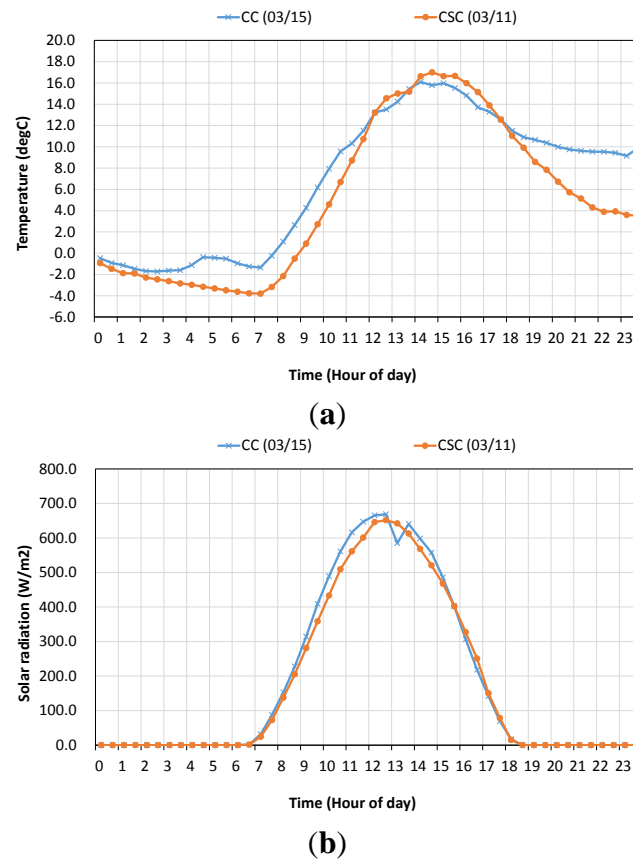 CC (03/15) CSC (03/11)
20.0
18.0
16.0
14.0
12.0
10.0
8.0
6.0
4.0
2.0
0.0
-2.0
-4.0
-6.0
Temperature (degC)
0 1 2 3 4 5 6 7 8 9 10 11 12 13 14 15 16 17 18 19 20 21 22 23
Time (Hour of day)
(a)
CC (03/15) CSC (03/11)
800.0
700.0
600.0
500.0
400.0
300.0
200.0
100.0
0.0
Solar radiation (W/m2)
0 1 2 3 4 5 6 7 8 9 10 11 12 13 14 15 16 17 18 19 20 21 22 23
Time (Hour of day)
(b)